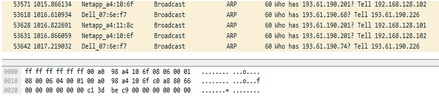 53571 1015.866134 Netapp_a4:10:6f Broadcast ARP 60 Who has 193.61.190.201? Tell 192.168.128.102
53618 1016.610934 Dell_07:6e:f7 Broadcast ARP 60 Who has 193.61.190.68? Tell 193.61.190.226
53628 1016.822691 Netapp_a4:11:8c Broadcast ARP 60 Who has 193.61.190.201? Tell 192.168.128.101
53631 1016.866059 Netapp_a4:10:6f Broadcast ARP 60 Who has 193.61.190.201? Tell 192.168.128.102
53642 1017.219032 Dell_07:6e:f7 Broadcast ARP 60 Who has 193.61.190.74? Tell 193.61.190.226
0000 ff ff ff ff ff ff 00 a0 98 a4 10 6f 08 06 00 01 ........ ...o....
0010 08 00 06 04 00 01 00 a0 98 a4 10 6f c0 a8 80 66 ........ ...o...f
0020 00 00 00 00 00 00 c1 3d be c9 00 00 00 00 00 00 .......= ........